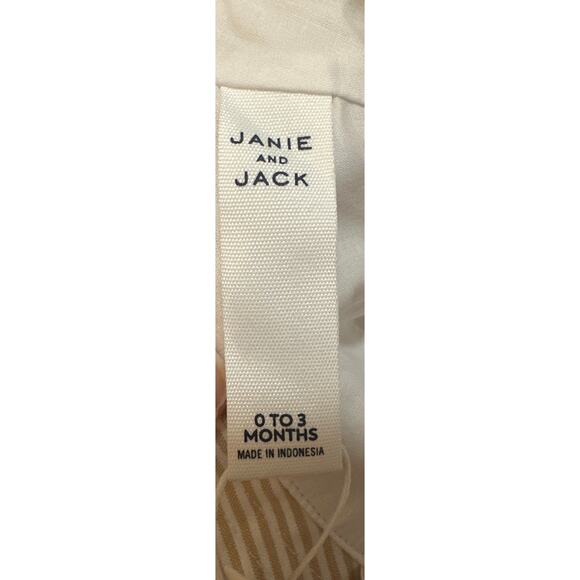 JANIE
AND
JACK
0 TO 3
MONTHS
MADE IN INDONESIA